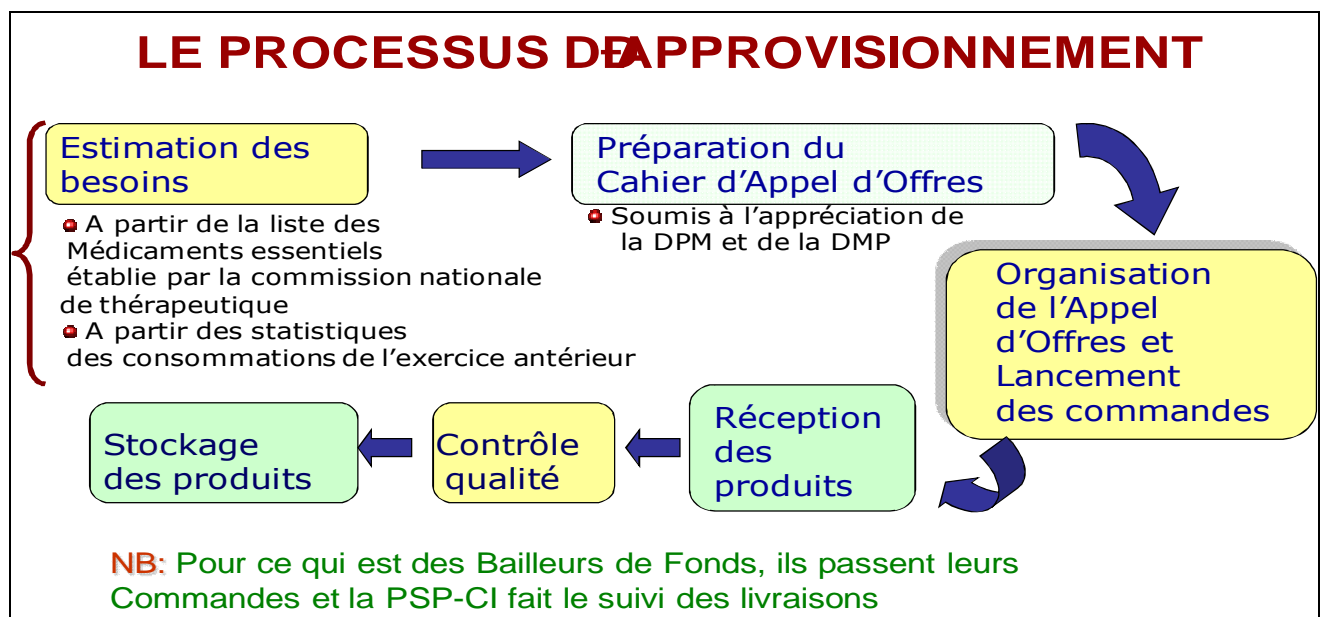 LE PROCESSUS DĐAPPROVISIONNEMENT
Estimation des
besoins
A partir de la liste des
Médicaments essentiels
établie par la commission nationale
de thérapeutique
A partir des statistiques
des consommations de l’exercice antérieur
Préparation du
Cahier d’Appel d’Offres
Soumis à l’appréciation de
la DPM et de la DMP
Organisation
de l’Appel
d’Offres et
Lancement
des commandes
Réception
des
produits
Contrôle
qualité
Stockage
des produits
NB: Pour ce qui est des Bailleurs de Fonds, ils passent leurs
Commandes et la PSP-CI fait le suivi des livraisons